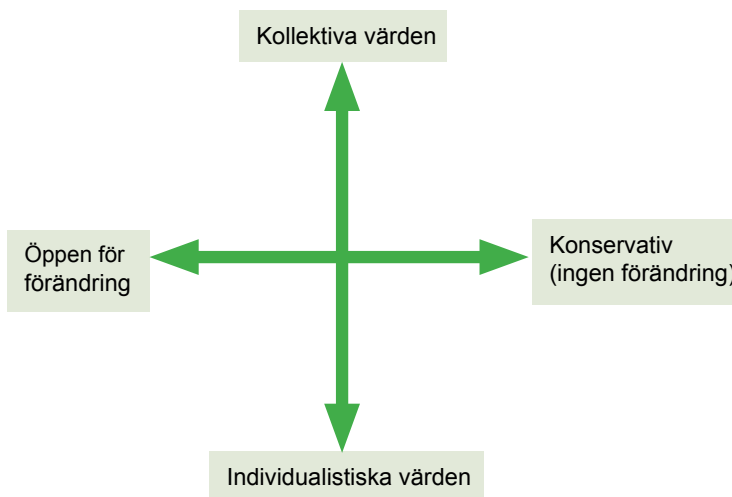 Kollektiva värden
Öppen för
förändring
Konservativ
(ingen förändring)
Individualistiska värden